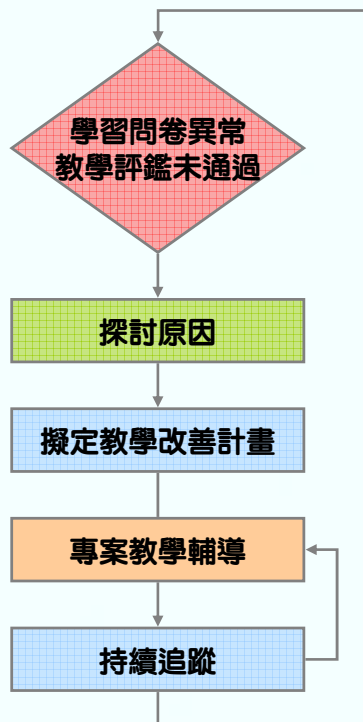 學習問卷異常
教學評鑑未通過
探討原因
擬定教學改善計畫
專案教學輔導
持續追蹤